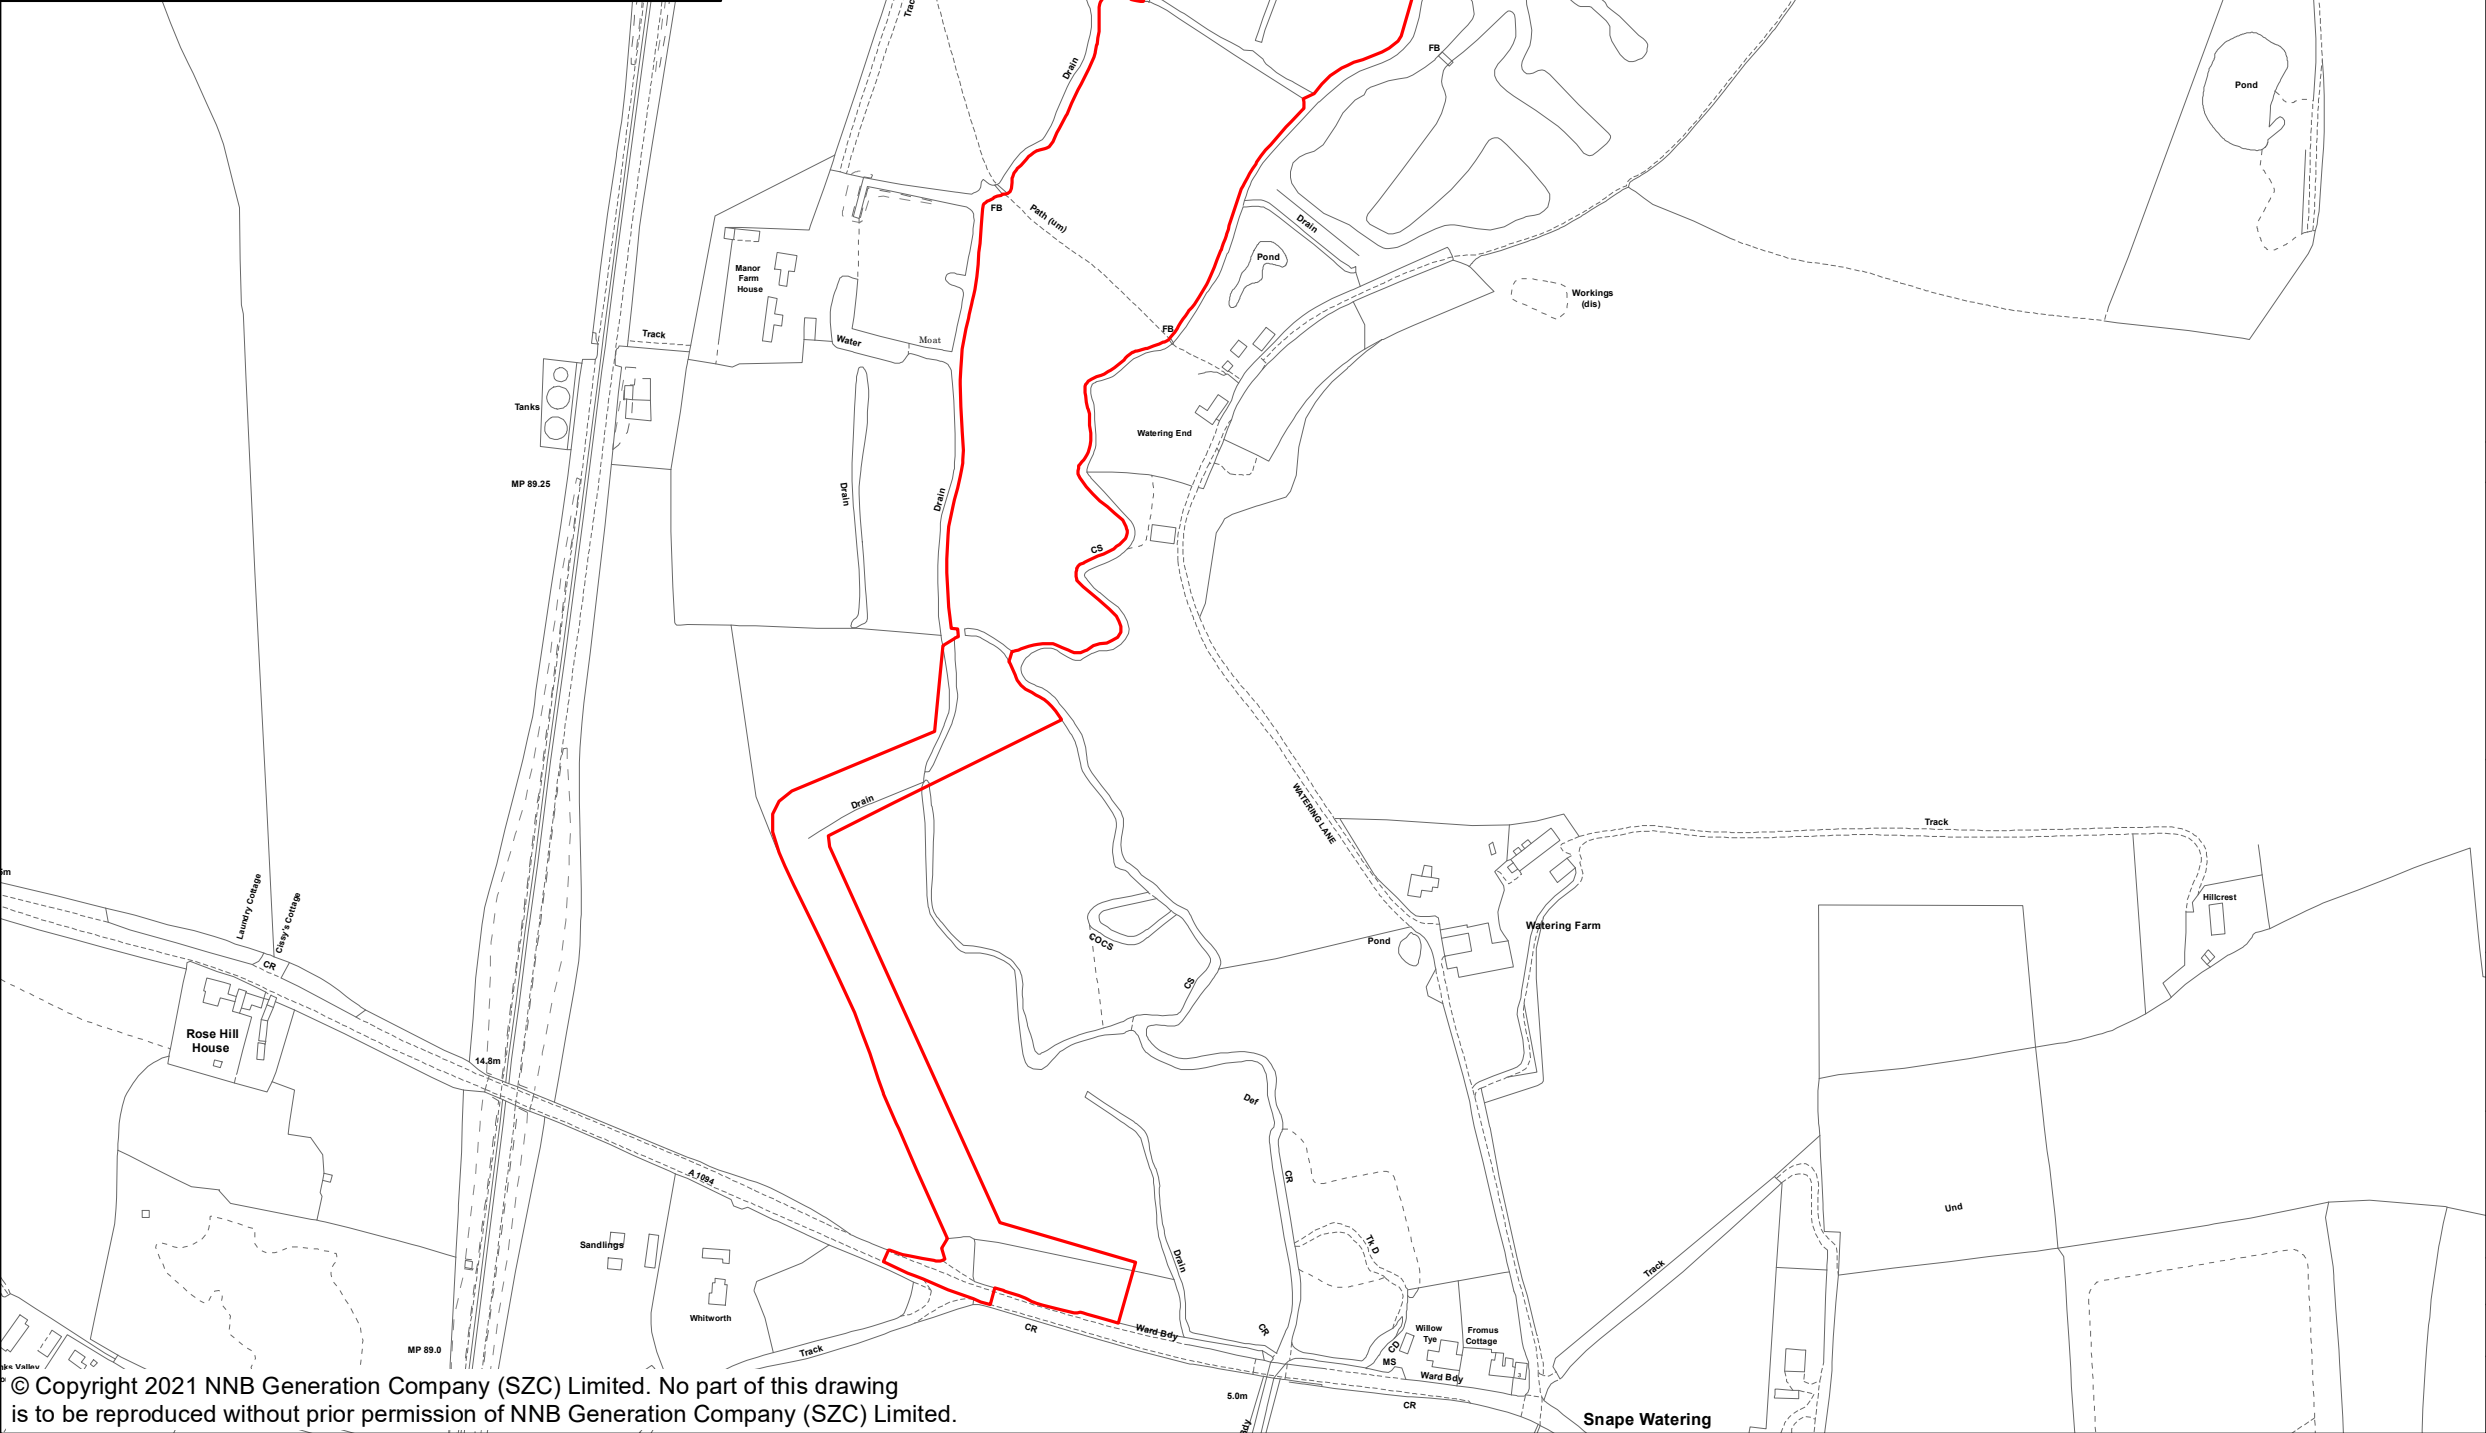 Trac
Drain
FB
Pond
FB
Path (um)
Drain
Manor
Farm
House
Pond
Workings
(dis)
Track
Water
Moat
FB
Tanks
Watering End
MP 89.25
Drain
Drain
CS
WATERING LANE
Drain
Track
Laundry Cottage
Cissy's Cottage
CR
Hillcrest
Watering Farm
Pond
COCS
CS
Rose Hill
House
14.8m
Def
A 1094
CR
Und
Sandlings
Drain
Tk D
Track
Whitworth
CR
Ward Bdy
CR
Willow
Tye
Fromus
Cottage
CD
MS
3
Track
MP 89.0
Ward Bdy
5.0m
CR
Snape Watering
© Copyright 2021 NNB Generation Company (SZC) Limited. No part of this drawing
is to be reproduced without prior permission of NNB Generation Company (SZC) Limited.